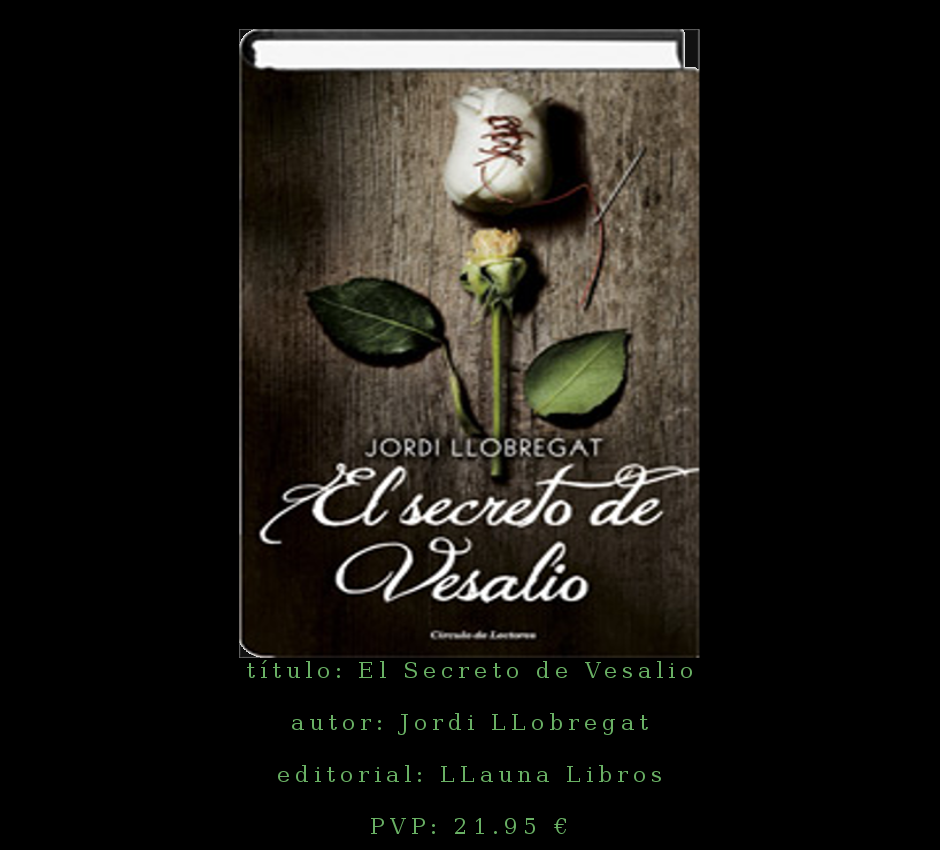 JORDI LLOBREGAT
El secreto de
Vesalio
Círculo de Lectores
título: El Secreto de Vesalio
autor: Jordi LLobregat
editorial: LLauna Libros
PVP: 21.95 €